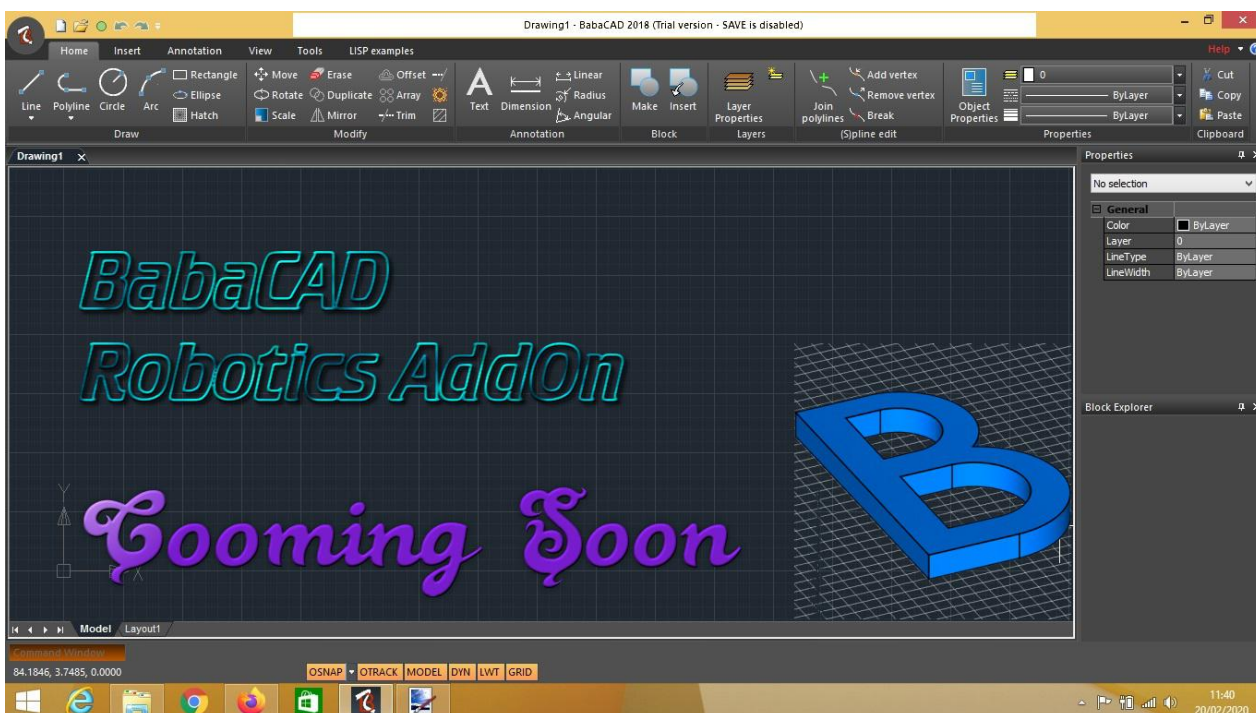 Drawing1 - BabaCAD 2018 (Trial version - SAVE is disabled)
Home Insert Annotation View Tools LISP examples Help
Line Polyline Circle Arc
Rectangle
Ellipse
Hatch
Draw
Move Erase Offset
Rotate Duplicate Array
Scale Mirror Trim
Modify
Text Dimension
Linear
Radius
Angular
Annotation
Make Insert
Block
Layer Properties
Layers
Join polylines
Add vertex
Remove vertex
Break
(S)pline edit
Object Properties
0
ByLayer
ByLayer
Properties
Cut
Copy
Paste
Clipboard
Drawing1 x
BabaCAD
Robotics AddOn
Cooming Soon
Y
X
B
Properties
No selection
General
Color ByLayer
Layer 0
LineType ByLayer
LineWidth ByLayer
Block Explorer
Model Layout1
Command Window
84.1846, 3.7485, 0.0000
OSNAP OTRACK MODEL DYN LWT GRID
11:40
20/02/2020